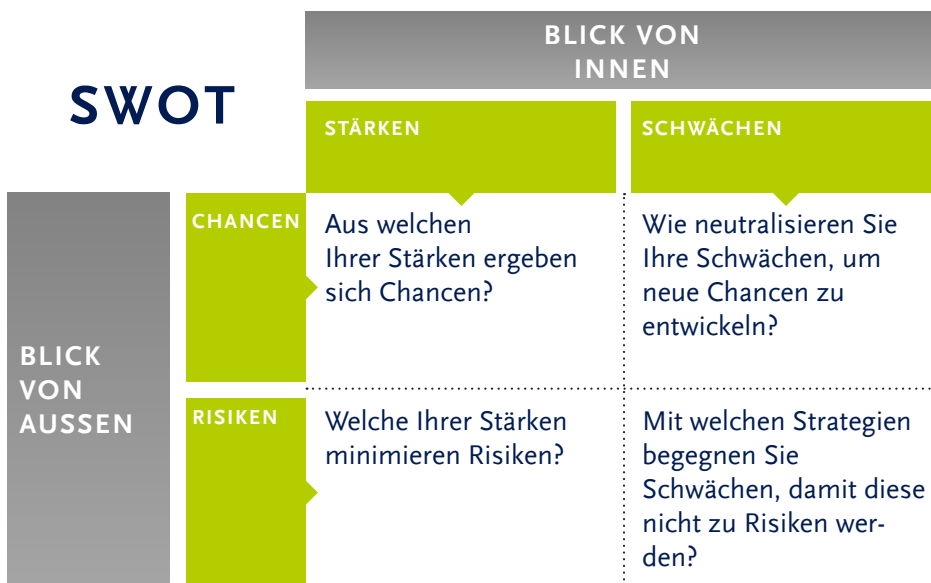 BLICK VON
INNEN
SWOT
STÄRKEN
SCHWÄCHEN
CHANCEN
Aus welchen
Ihrer Stärken ergeben
sich Chancen?
Wie neutralisieren Sie
Ihre Schwächen, um
neue Chancen zu
entwickeln?
BLICK
VON
AUSSEN
RISIKEN
Welche Ihrer Stärken
minimieren Risiken?
Mit welchen Strategien
begegnen Sie
Schwächen, damit diese
nicht zu Risiken wer-
den?